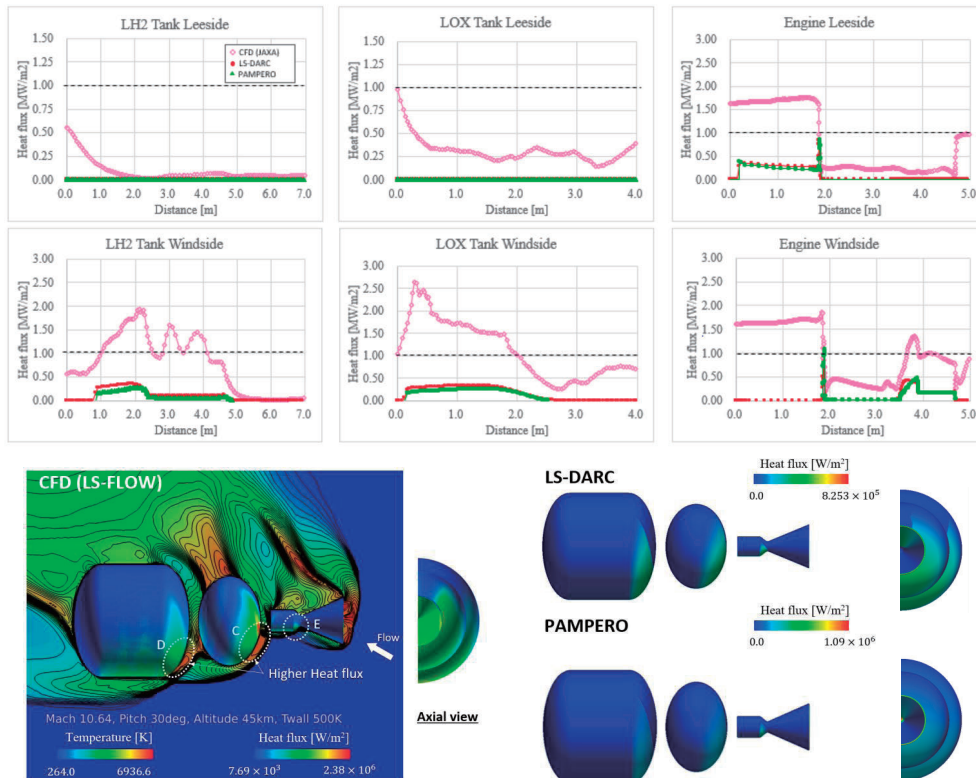 LH2 Tank Leeside
Heat flux [MW/m2]
1.50
1.25
1.00
0.75
0.50
0.25
0.00
CFD (JAXA)
LS-DARC
PAMPERO
0.0 1.0 2.0 3.0 4.0 5.0 6.0 7.0
Distance [m]
LOX Tank Leeside
Heat flux [MW/m2]
1.50
1.25
1.00
0.75
0.50
0.25
0.00
0.0 1.0 2.0 3.0 4.0
Distance [m]
Engine Leeside
Heat flux [MW/m2]
3.00
2.50
2.00
1.50
1.00
0.50
0.00
0.0 1.0 2.0 3.0 4.0 5.0
Distance [m]
LH2 Tank Windside
Heat flux [MW/m2]
3.00
2.50
2.00
1.50
1.00
0.50
0.00
0.0 1.0 2.0 3.0 4.0 5.0 6.0 7.0
Distance [m]
LOX Tank Windside
Heat flux [MW/m2]
3.00
2.50
2.00
1.50
1.00
0.50
0.00
0.0 1.0 2.0 3.0 4.0
Distance [m]
Engine Windside
Heat flux [MW/m2]
3.00
2.50
2.00
1.50
1.00
0.50
0.00
0.0 1.0 2.0 3.0 4.0 5.0
Distance [m]
CFD (LS-FLOW)
D
C
E
Flow
Higher Heat flux
Mach 10.64, Pitch 30deg, Altitude 45km, Twall 500K
Temperature [K]
264.0 6936.6
Heat flux [W/m²]
7.69 × 10³ 2.38 × 10⁶
Axial view
LS-DARC
Heat flux [W/m²]
0.0 8.253 × 10⁵
PAMPERO
Heat flux [W/m²]
0.0 1.09 × 10⁶